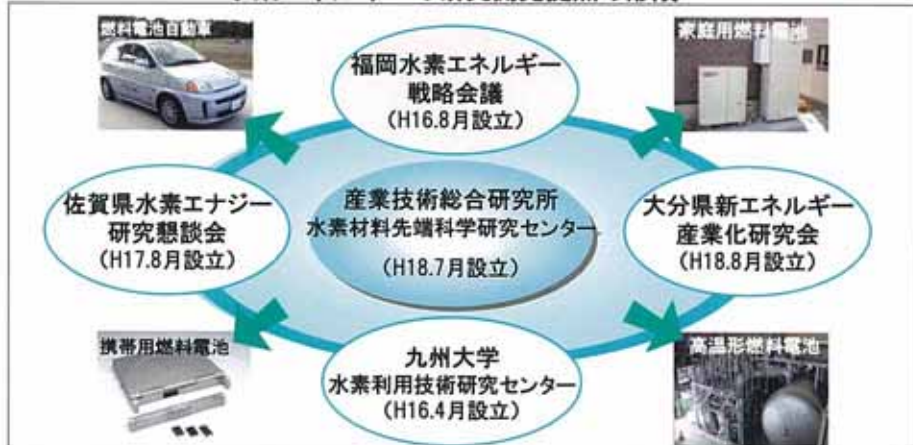 燃料電池自動車
福岡水素エネルギー
戦略会議
(H16.8月設立)
家庭用燃料電池
佐賀県水素エナジー
研究懇談会
(H17.8月設立)
産業技術総合研究所
水素材料先端科学研究センター
(H18.7月設立)
大分県新エネルギー
産業化研究会
(H18.8月設立)
携帯用燃料電池
九州大学
水素利用技術研究センター
(H16.4月設立)
高温形燃料電池